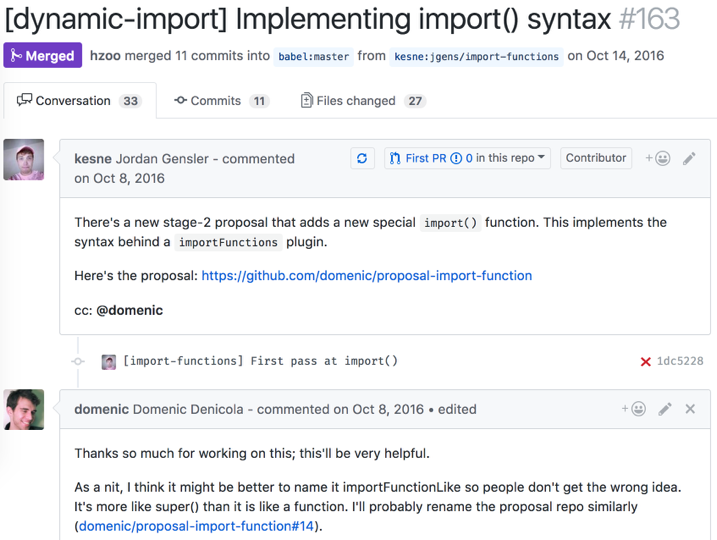 [dynamic-import] Implementing import() syntax #163
Merged hzoo merged 11 commits into babel:master from kesne:jgens/import-functions on Oct 14, 2016
Conversation 33 Commits 11 Files changed 27
kesne Jordan Gensler - commented
on Oct 8, 2016
First PR 0 in this repo Contributor
There's a new stage-2 proposal that adds a new special import() function. This implements the
syntax behind a importFunctions plugin.
Here's the proposal: https://github.com/domenic/proposal-import-function
cc: @domenic
[import-functions] First pass at import() 1dc5228
domenic Domenic Denicola - commented on Oct 8, 2016 • edited
Thanks so much for working on this; this'll be very helpful.
As a nit, I think it might be better to name it importFunctionLike so people don't get the wrong idea.
It's more like super() than it is like a function. I'll probably rename the proposal repo similarly
(domenic/proposal-import-function#14).